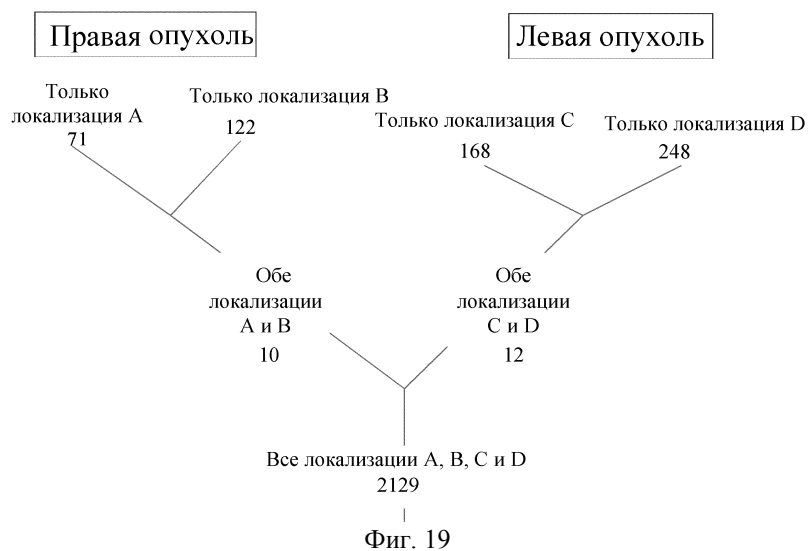 Правая опухоль
Левая опухоль
Только
локализация A
71
Только локализация B
122
Только локализация C
168
Только локализация D
248
Обе
локализации
A и B
10
Обе
локализации
C и D
12
Все локализации A, B, C и D
2129
Фиг. 19